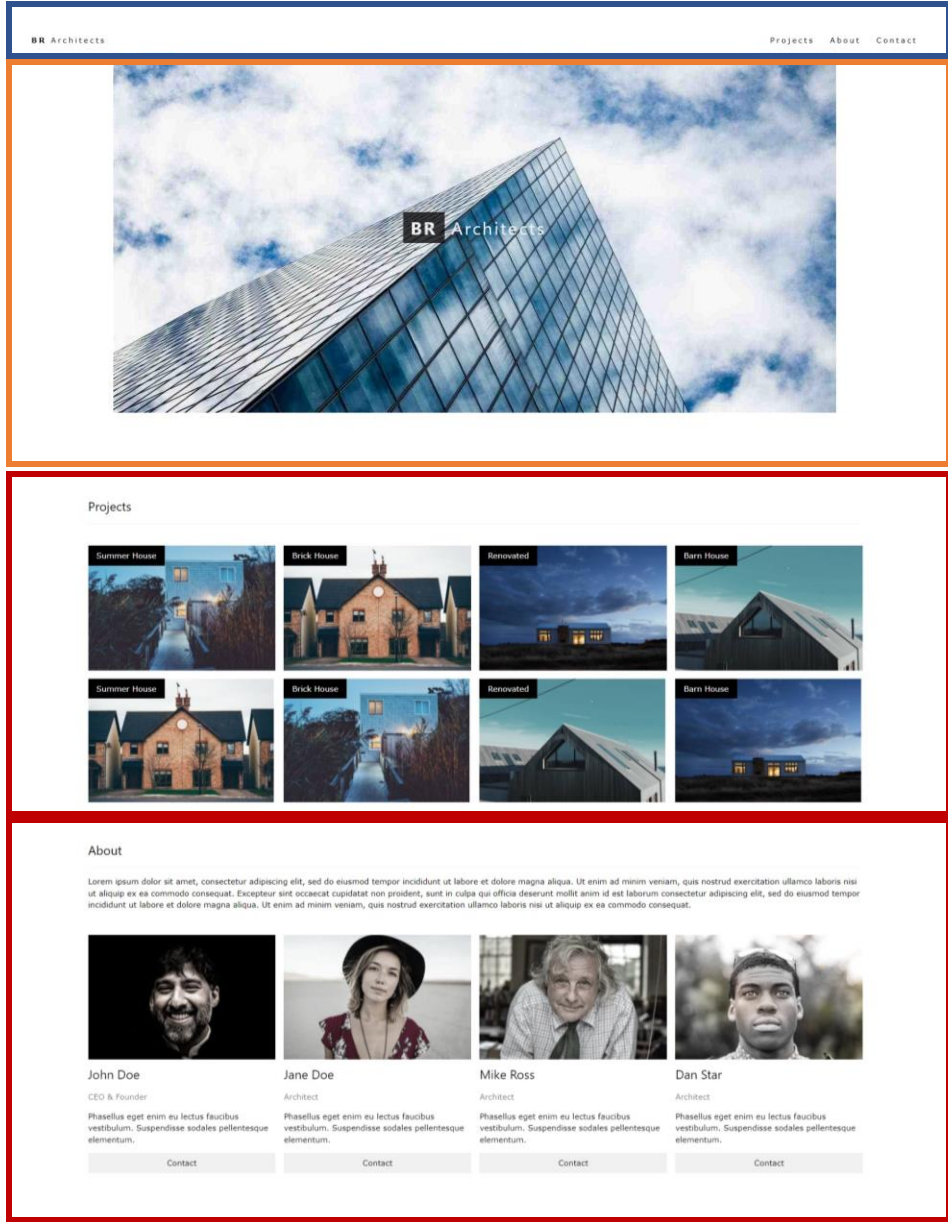 BR Architects
Projects About Contact
BR Architects
Projects
Summer House
Brick House
Renovated
Barn House
Summer House
Brick House
Renovated
Barn House
About
Lorem ipsum dolor sit amet, consectetur adipiscing elit, sed do eiusmod tempor incididunt ut labore et dolore magna aliqua. Ut enim ad minim veniam, quis nostrud exercitation ullamco laboris nisi
ut aliquip ex ea commodo consequat. Excepteur sint occaecat cupidatat non proident, sunt in culpa qui officia deserunt mollit anim id est laborum consectetur adipiscing elit, sed do eiusmod tempor
incididunt ut labore et dolore magna aliqua. Ut enim ad minim veniam, quis nostrud exercitation ullamco laboris nisi ut aliquip ex ea commodo consequat.
John Doe
CEO & Founder
Phasellus eget enim eu lectus faucibus
vestibulum. Suspendisse sodales pellentesque
elementum.
Contact
Jane Doe
Architect
Phasellus eget enim eu lectus faucibus
vestibulum. Suspendisse sodales pellentesque
elementum.
Contact
Mike Ross
Architect
Phasellus eget enim eu lectus faucibus
vestibulum. Suspendisse sodales pellentesque
elementum.
Contact
Dan Star
Architect
Phasellus eget enim eu lectus faucibus
vestibulum. Suspendisse sodales pellentesque
elementum.
Contact